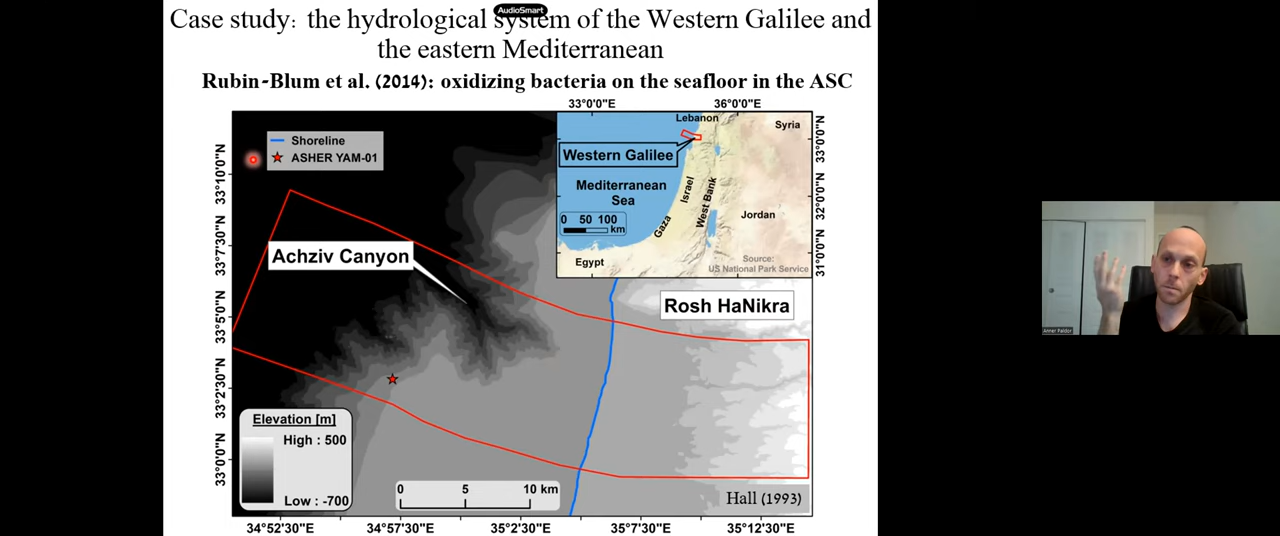 AudioSmart
Case study: the hydrological system of the Western Galilee and
the eastern Mediterranean
Rubin-Blum et al. (2014): oxidizing bacteria on the seafloor in the ASC
33°0'0"E
36°0'0"E
Shoreline
ASHER YAM-01
Lebanon
Syria
Western Galilee
Mediterranean
Sea
Israel
West Bank
Jordan
Gaza
0 50 100
km
Egypt
Source:
US National Park Service
33°0'0"N
32°0'0"N
31°0'0"N
33°10'0"N
33°7'30"N
33°5'0"N
33°2'30"N
33°0'0"N
Achziv Canyon
Rosh HaNikra
Elevation [m]
High : 500
Low : -700
0 5 10 km
Hall (1993)
34°52'30"E
34°57'30"E
35°2'30"E
35°7'30"E
35°12'30"E